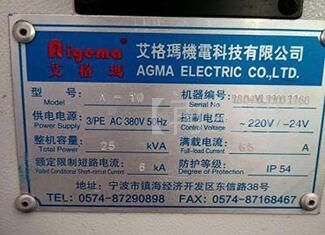 Aigema 艾格瑪機電科技有限公司
艾格瑪 AGMA ELECTRIC CO.,LTD.
型号: A-10 机器编号:
Model Serial Number
供电电源: 3/PE AC 380V 50Hz 控制电压: ~220V/-24V
Power Supply Control Voltage
整机容量: 25 kVA 满载电流: A
Total Power Full-load Current
额定限制短路电流: 6 kA 防护等级: IP 54
Rated Conditional Short-circuit Current Degree of Protection
地址: 宁波市镇海经济开发区东信路38号
TEL: 0574-87290898 FAX: 0574-87168467